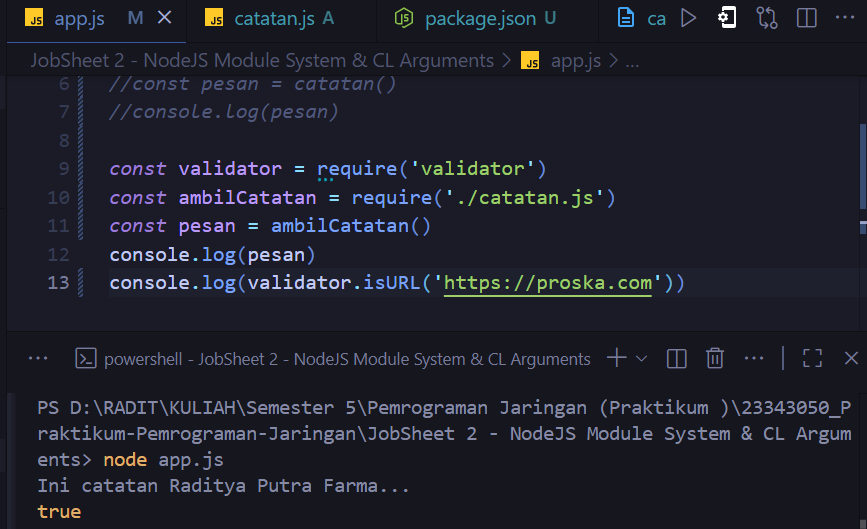 JS app.js M
JS catatan.js A
package.json U
ca
JobSheet 2 - NodeJS Module System & CL Arguments > JS app.js > ...
6 //const pesan = catatan()
7 //console.log(pesan)
8
9 const validator = require('validator')
10 const ambilCatatan = require('./catatan.js')
11 const pesan = ambilCatatan()
12 console.log(pesan)
13 console.log(validator.isURL('https://proska.com'))
powershell - JobSheet 2 - NodeJS Module System & CL Arguments
PS D:\RADIT\KULIAH\Semester 5\Pemrograman Jaringan (Praktikum )\23343050_P
raktikum-Pemrograman-Jaringan\JobSheet 2 - NodeJS Module System & CL Argum
ents> node app.js
Ini catatan Raditya Putra Farma...
true